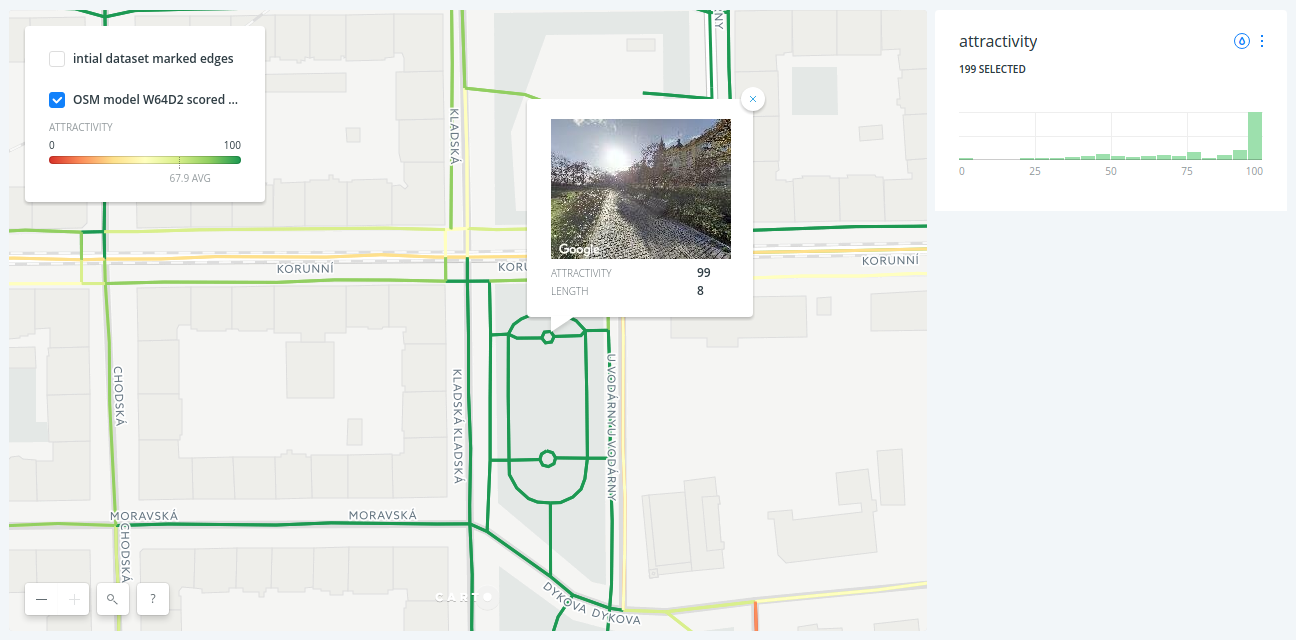 intial dataset marked edges
OSM model W64D2 scored ...
ATTRACTIVITY
0 100
67.9 AVG
KLADSKÁ
NY
Google
ATTRACTIVITY 99
LENGTH 8
KORUNNÍ
KORU
KORUNNÍ
CHODSKÁ
KLADSKÁ
KLADSKÁ
U VODÁRNY
U VODÁRNY
MORAVSKÁ
MORAVSKÁ
CHODSKÁ
DYKOVA
DYKOVA
CARTO
?
attractivity
199 SELECTED
0 25 50 75 100